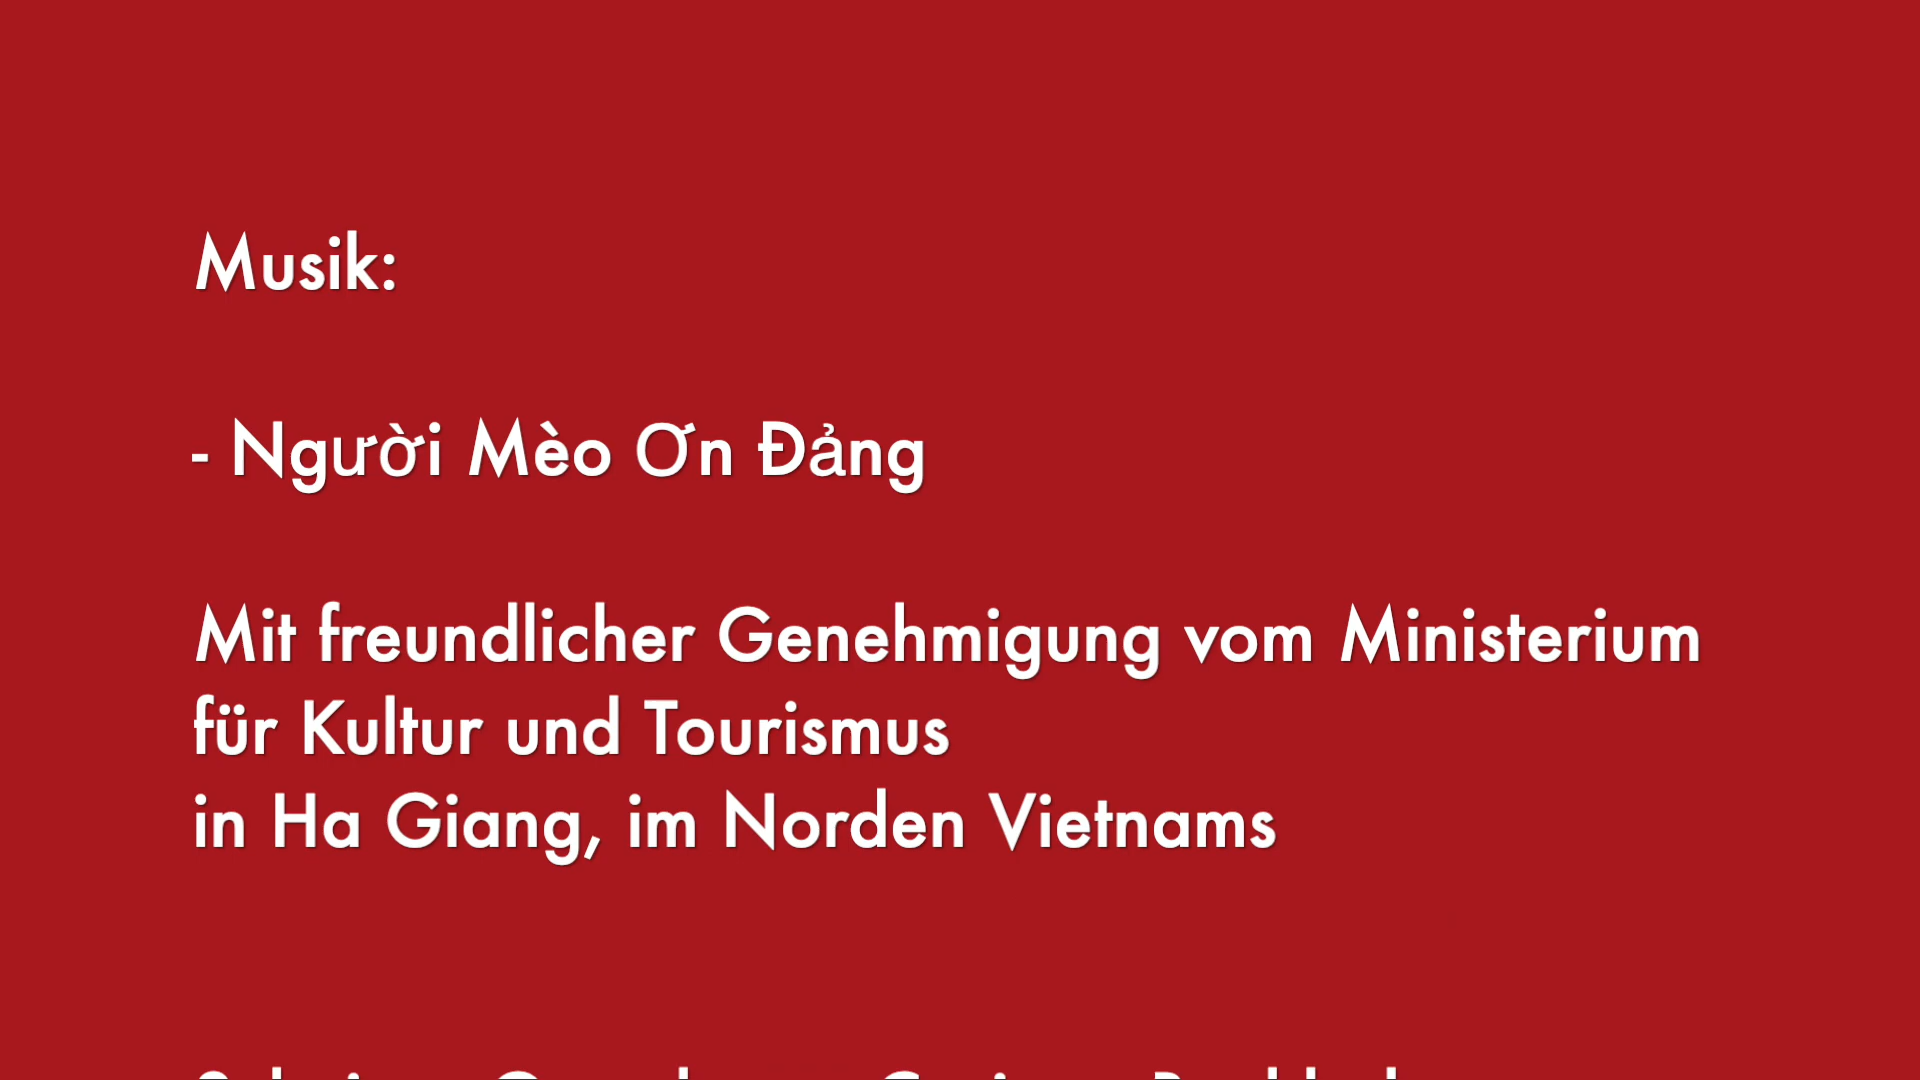 Musik:
- Người Mèo Ơn Đảng
Mit freundlicher Genehmigung vom Ministerium
für Kultur und Tourismus
in Ha Giang, im Norden Vietnams